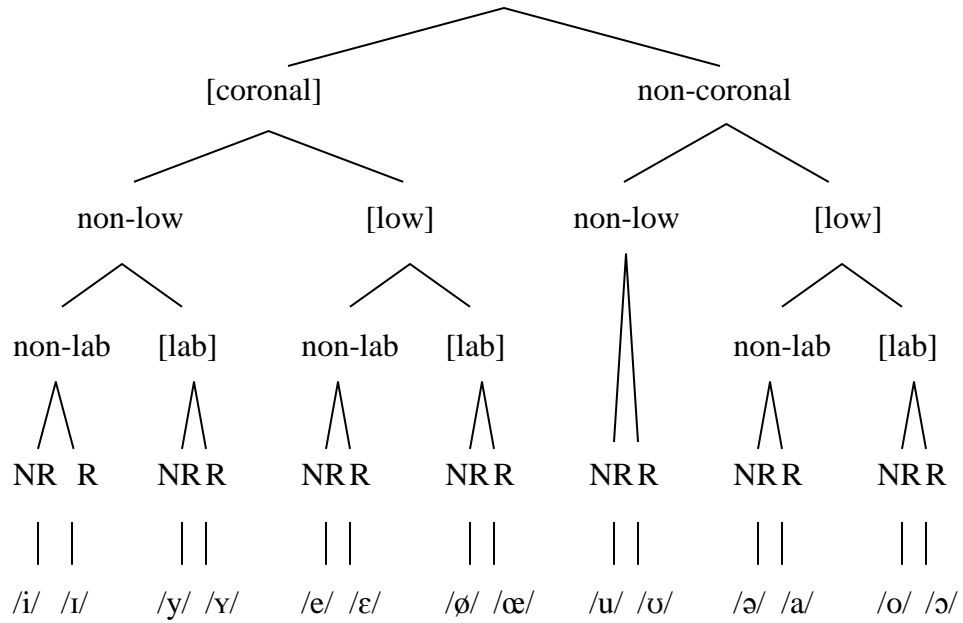 [coronal] non-coronal
non-low [low] non-low [low]
non-lab [lab] non-lab [lab] non-lab [lab]
NR R NR R NR R NR R NR R NR R NR R
/i/ /ɪ/ /y/ /ʏ/ /e/ /ɛ/ /ø/ /œ/ /u/ /ʊ/ /ə/ /a/ /o/ /ɔ/